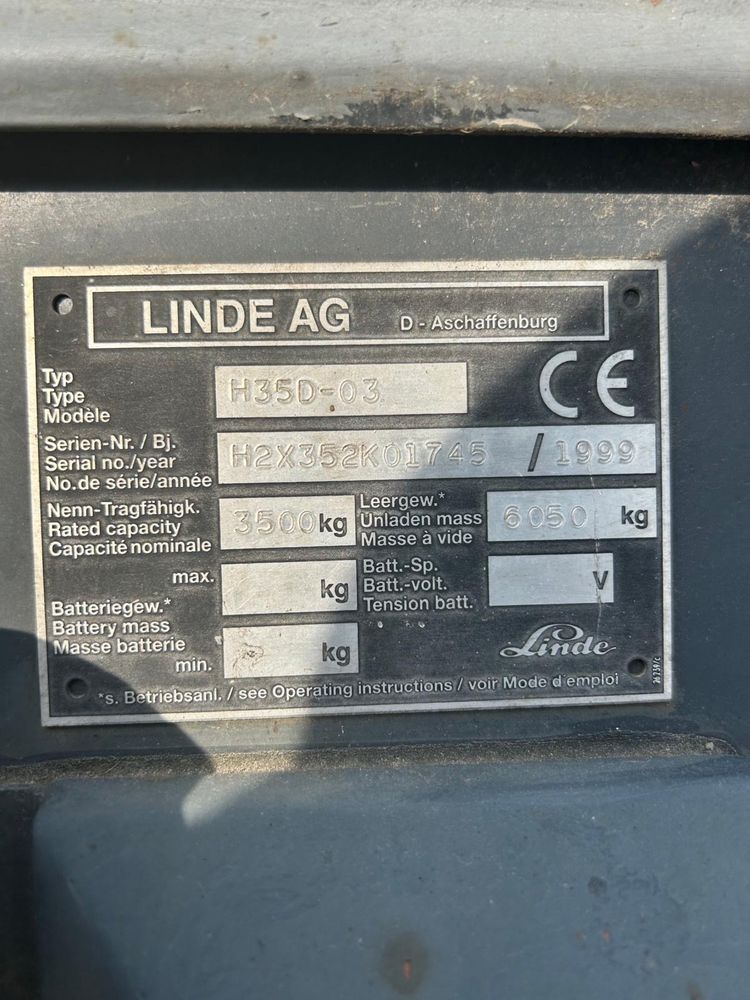 LINDE AG D - Aschaffenburg
Typ
Type
Modèle
H35D-03
CE
Serien-Nr. / Bj.
Serial no./year
No.de série/année
H2X352K01745 / 1999
Nenn-Tragfähigk.
Rated capacity
Capacité nominale
3500 kg
Leergew.*
Unladen mass
Masse à vide
6050 kg
max.
kg
Batteriegew.*
Battery mass
Masse batterie
min.
kg
Batt.-Sp.
Batt.-volt.
Tension batt.
V
Linde
*s. Betriebsanl. / see Operating instructions / voir Mode d'emploi